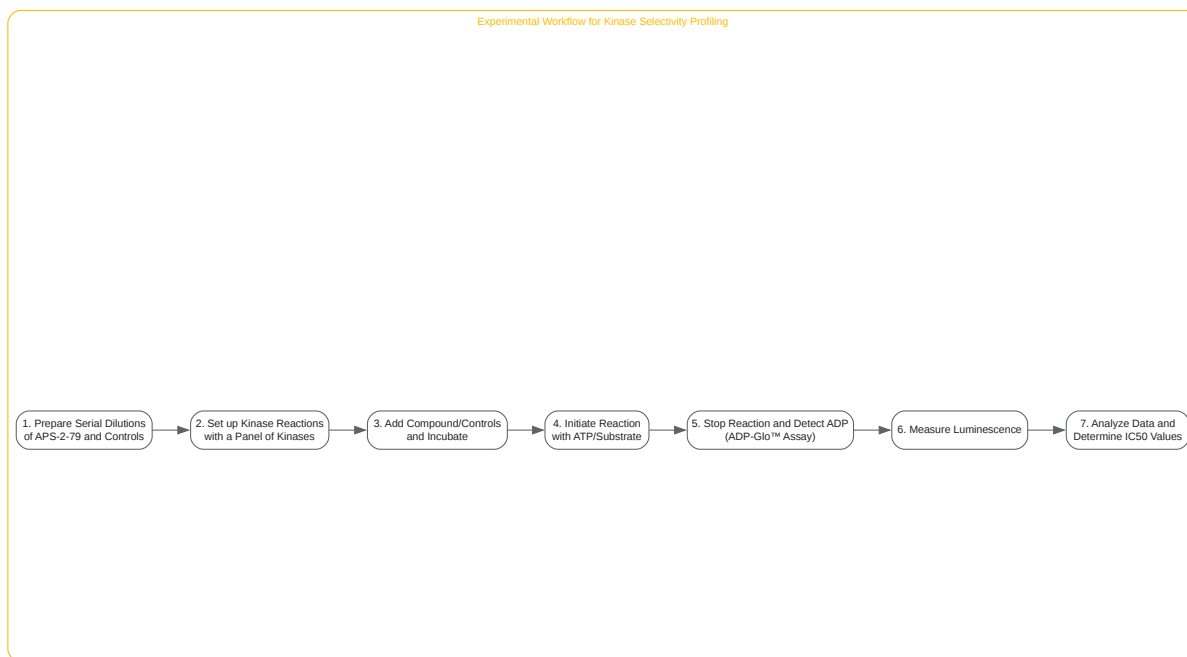 Experimental Workflow for Kinase Selectivity Profiling
1. Prepare Serial Dilutions
of APS-2-79 and Controls
2. Set up Kinase Reactions
with a Panel of Kinases
3. Add Compound/Controls
and Incubate
4. Initiate Reaction
with ATP/Substrate
5. Stop Reaction and Detect ADP
(ADP-Glo™ Assay)
6. Measure Luminescence
7. Analyze Data and
Determine IC50 Values